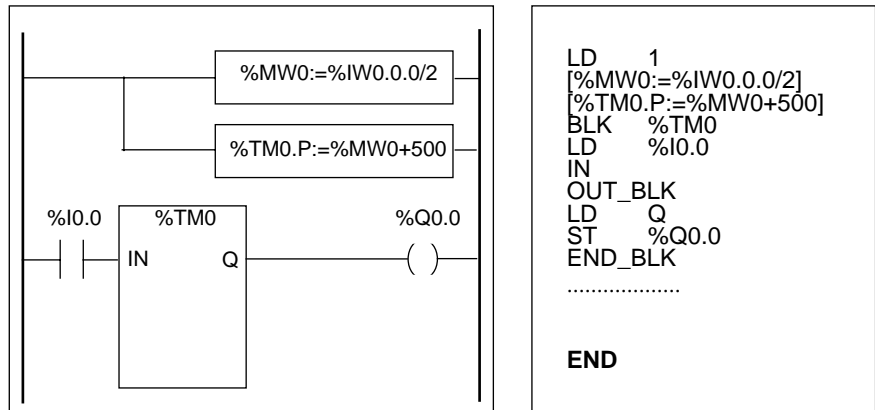 %MW0:=%IW0.0.0/2
%TM0.P:=%MW0+500
%I0.0 %TM0 %Q0.0
IN Q
LD 1
[%MW0:=%IW0.0.0/2]
[%TM0.P:=%MW0+500]
BLK %TM0
LD %I0.0
IN
OUT_BLK
LD Q
ST %Q0.0
END_BLK
...................
END